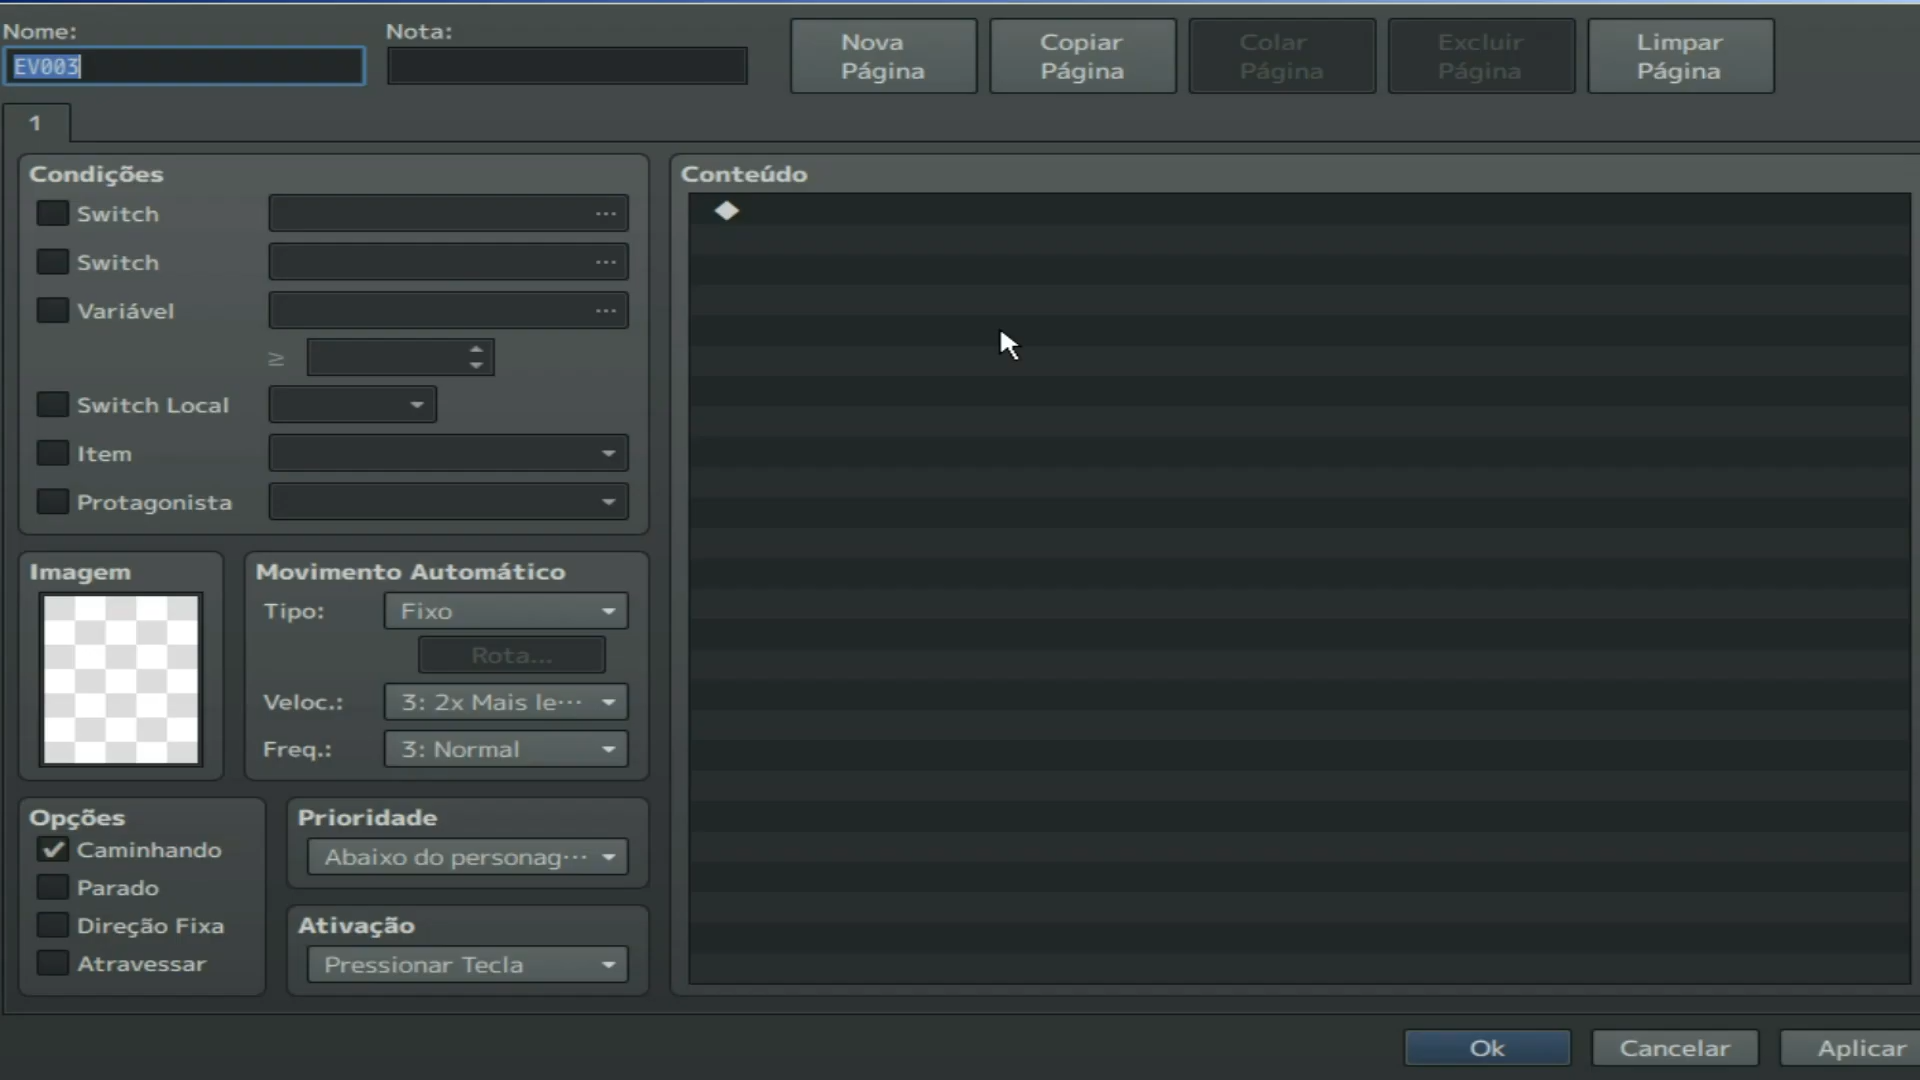 Nome:
Nota:
EV003
Nova Página
Copiar Página
Colar Página
Excluir Página
Limpar Página
1
Condições
Switch
...
Switch
...
Variável
...
≥
Switch Local
Item
Protagonista
Conteúdo
Imagem
Movimento Automático
Tipo:
Fixo
Rota...
Veloc.:
3: 2x Mais le...
Freq.:
3: Normal
Opções
Caminhando
Parado
Direção Fixa
Atravessar
Prioridade
Abaixo do personag...
Ativação
Pressionar Tecla
Ok
Cancelar
Aplicar